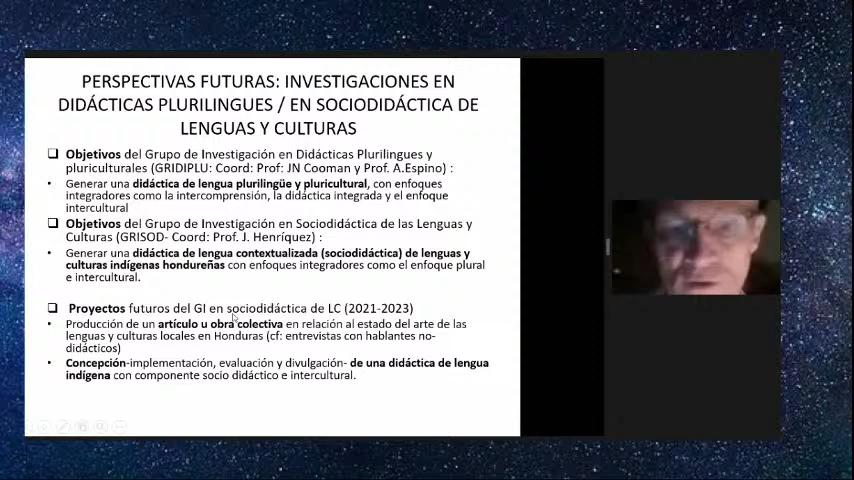 PERSPECTIVAS FUTURAS: INVESTIGACIONES EN
DIDÁCTICAS PLURILINGUES / EN SOCIODIDÁCTICA DE
LENGUAS Y CULTURAS
❑ Objetivos del Grupo de Investigación en Didácticas Plurilingues y
pluriculturales (GRIDIPLU: Coord: Prof: JN Cooman y Prof. A.Espino) :
• Generar una didáctica de lengua plurilingüe y pluricultural, con enfoques
integradores como la intercomprensión, la didáctica integrada y el enfoque
intercultural
❑ Objetivos del Grupo de Investigación en Sociodidáctica de las Lenguas y
Culturas (GRISOD- Coord: Prof. J. Henríquez) :
• Generar una didáctica de lengua contextualizada (sociodidáctica) de lenguas y
culturas indígenas hondureñas con enfoques integradores como el enfoque plural
e intercultural.
❑ Proyectos futuros del GI en sociodidáctica de LC (2021-2023)
• Producción de un artículo u obra colectiva en relación al estado del arte de las
lenguas y culturas locales en Honduras (cf: entrevistas con hablantes no-
didácticos)
• Concepción-implementación, evaluación y divulgación- de una didáctica de lengua
indígena con componente socio didáctico e intercultural.